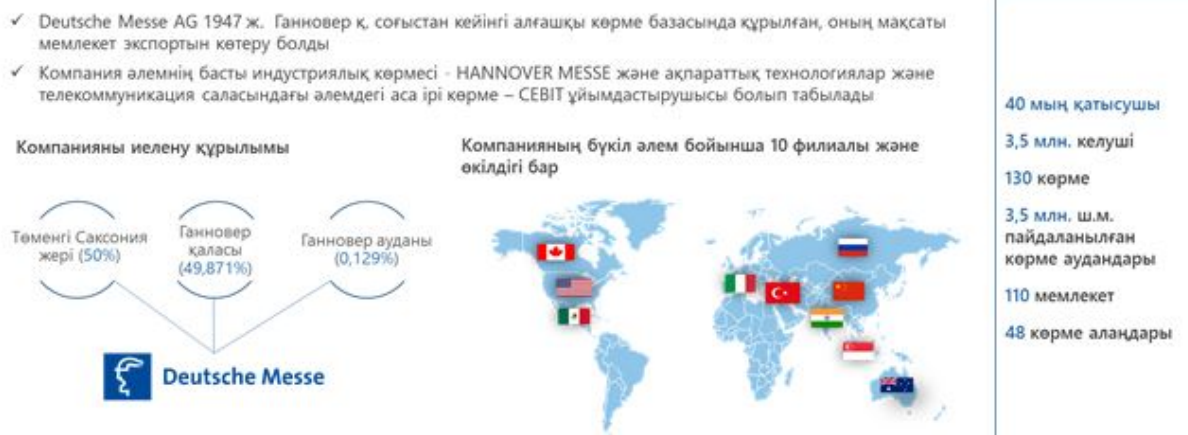 ✓ Deutsche Messe AG 1947 ж. Ганновер қ. соғыстан кейінгі алғашқы көрме базасында құрылған, оның мақсаты
мемлекет экспортын көтеру болды
✓ Компания әлемнің басты индустриялық көрмесі - HANNOVER MESSE және ақпараттық технологиялар және
телекоммуникация саласындағы әлемдегі аса ірі көрме – CEBIT ұйымдастырушысы болып табылады
Компанияны иелену құрылымы
Төменгі Саксония
жері (50%)
Ганновер
қаласы
(49,871%)
Ганновер ауданы
(0,129%)
Deutsche Messe
Компанияның бүкіл әлем бойынша 10 филиалы және
өкілдігі бар
40 мың қатысушы
3,5 млн. келуші
130 көрме
3,5 млн. ш.м.
пайдаланылған
көрме аудандары
110 мемлекет
48 көрме алаңдары